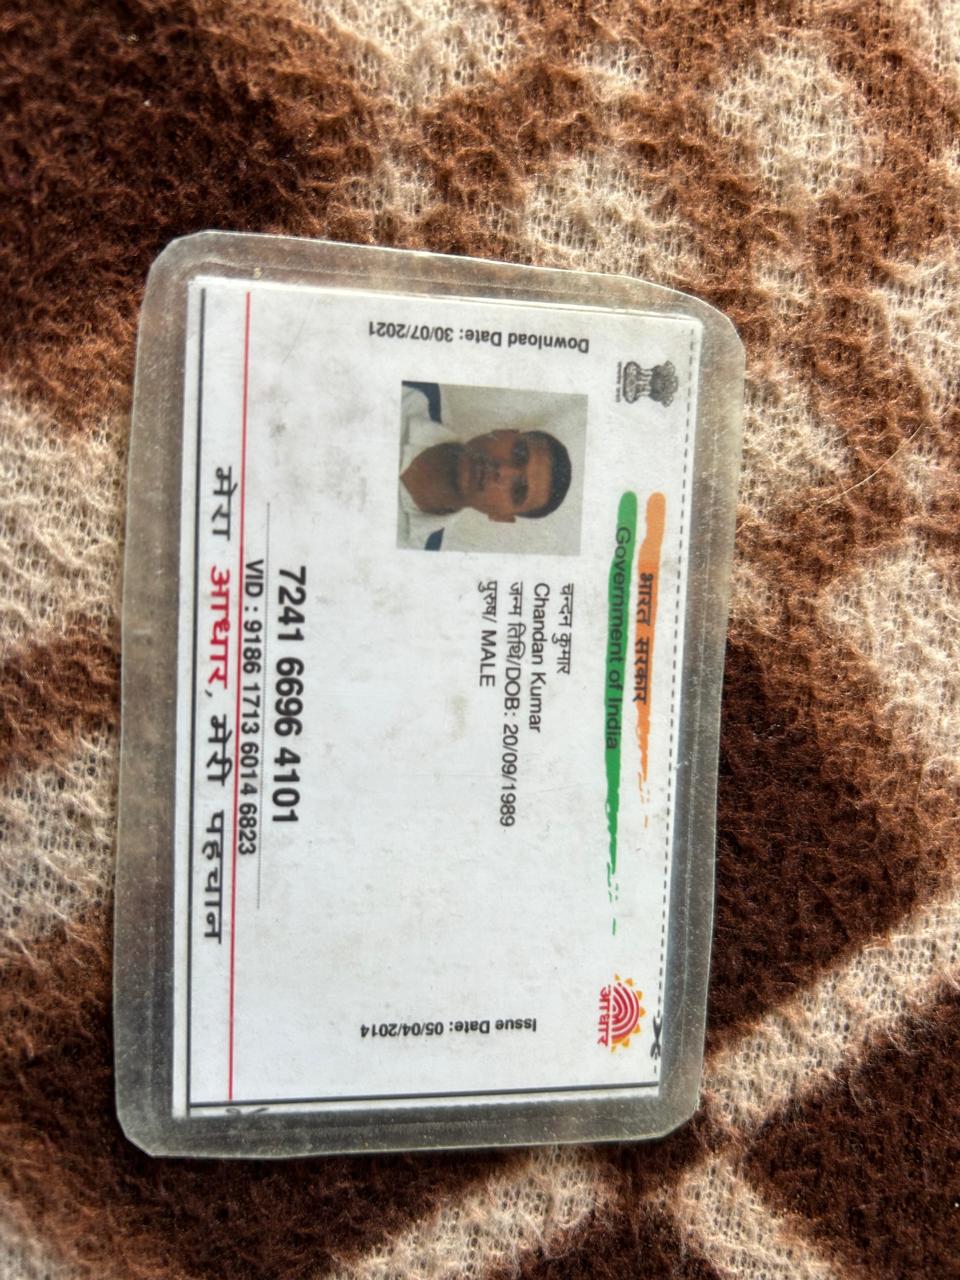 भारत सरकार
Government of India
Download Date: 30/07/2021
चन्दन कुमार
Chandan Kumar
जन्म तिथि/DOB: 20/09/1989
पुरुष/ MALE
Issue Date: 05/04/2014
आधार
7241 6696 4101
VID : 9186 1713 6014 6823
मेरा आधार, मेरी पहचान